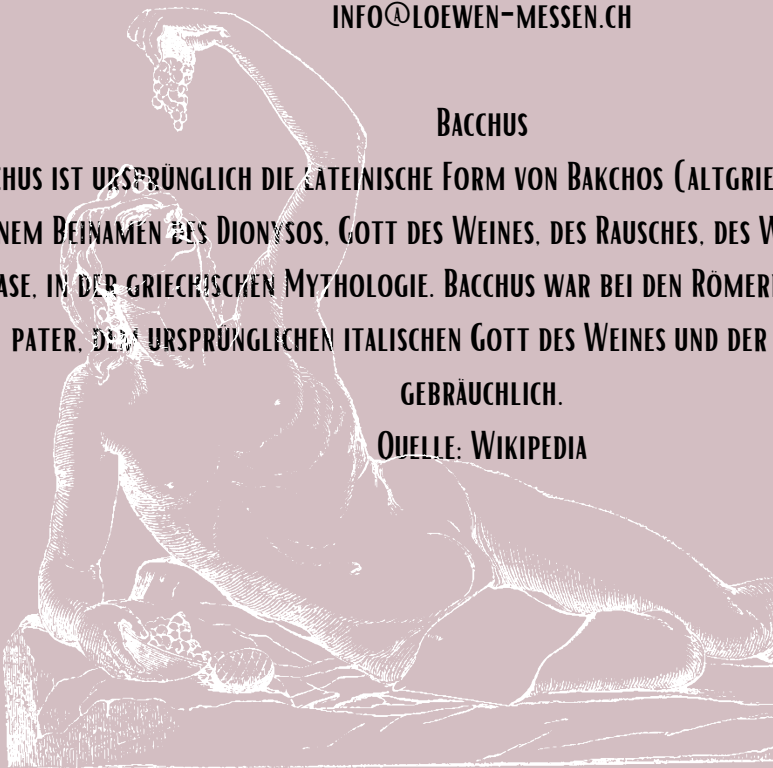 info@loewen-messen.ch
Bacchus
chus ist ursprünglich die lateinische Form von Bakchos (altgrie
nem Beinamen des Dionysos, Gott des Weines, des Rausches, des W
ase, in der griechischen Mythologie. Bacchus war bei den Römer
pater, dem ursprünglichen italischen Gott des Weines und der
gebräuchlich.
Quelle: Wikipedia